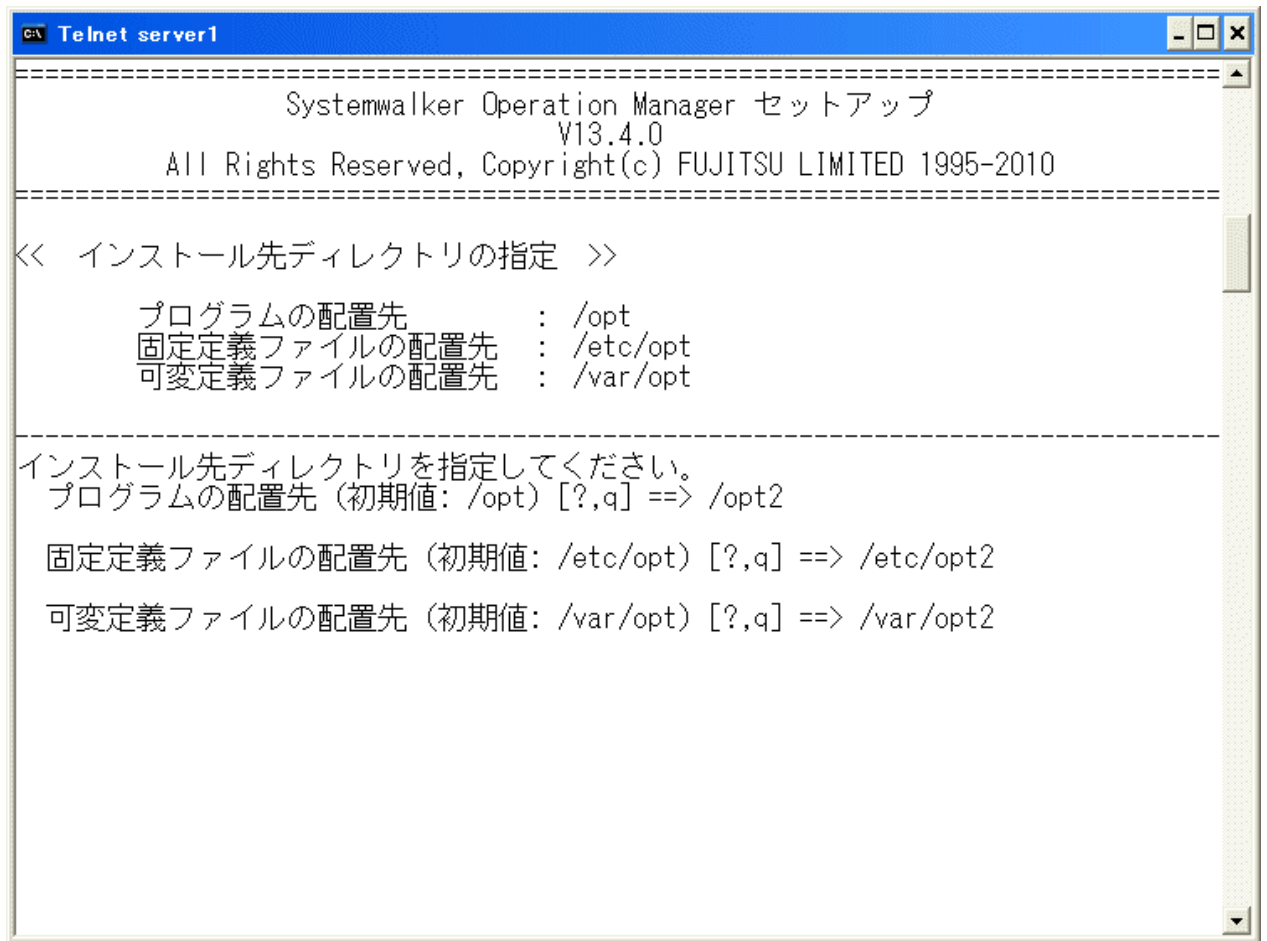 Telnet server1
================================================================================
Systemwalker Operation Manager セットアップ
V13.4.0
All Rights Reserved, Copyright(c) FUJITSU LIMITED 1995-2010
================================================================================
<< インストール先ディレクトリの指定 >>
プログラムの配置先 : /opt
固定定義ファイルの配置先 : /etc/opt
可変定義ファイルの配置先 : /var/opt
--------------------------------------------------------------------------------
インストール先ディレクトリを指定してください。
プログラムの配置先 (初期値: /opt) [?,q] ==> /opt2
固定定義ファイルの配置先 (初期値: /etc/opt) [?,q] ==> /etc/opt2
可変定義ファイルの配置先 (初期値: /var/opt) [?,q] ==> /var/opt2